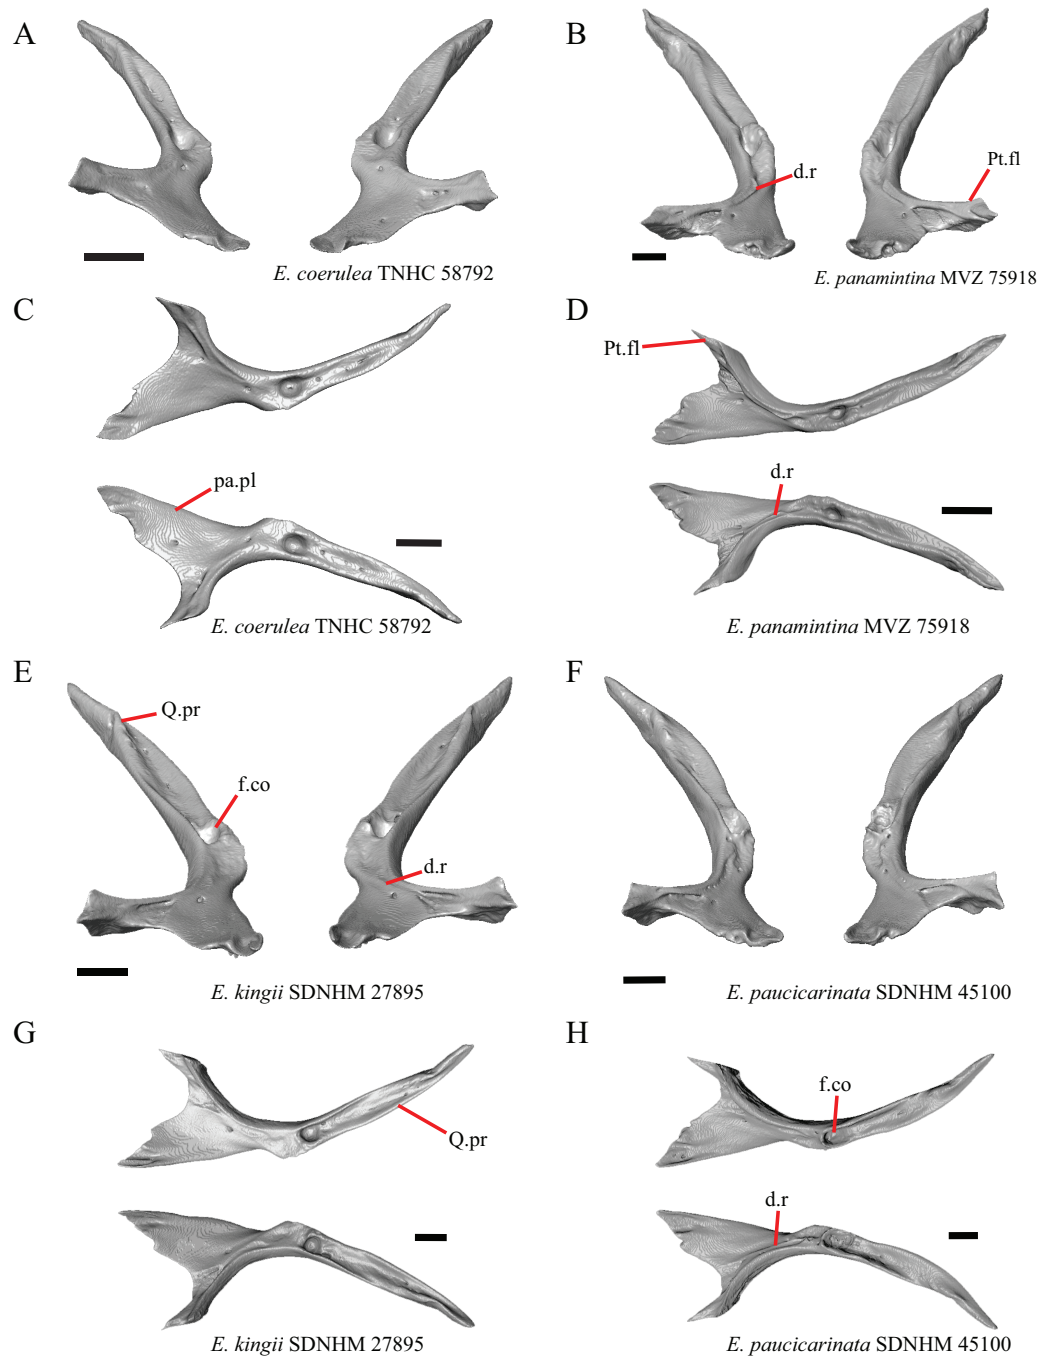 A
B
d.r
Pt.fl
E. coerulea TNHC 58792
E. panamintina MVZ 75918
C
D
Pt.fl
pa.pl
d.r
E. coerulea TNHC 58792
E. panamintina MVZ 75918
E
F
Q.pr
f.co
d.r
E. kingii SDNHM 27895
E. paucicarinata SDNHM 45100
G
H
f.co
Q.pr
d.r
E. kingii SDNHM 27895
E. paucicarinata SDNHM 45100